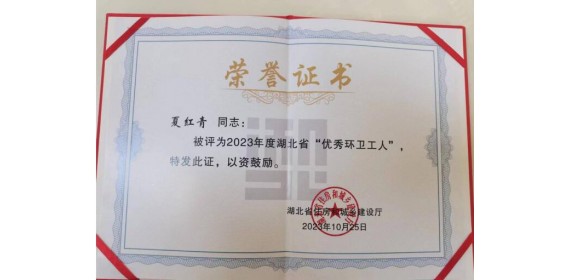 荣誉证书
夏红青 同志：
被评为2023年度湖北省“优秀环卫工人”，
特发此证，以资鼓励。
湖北省住房和城乡建设厅
2023年10月25日